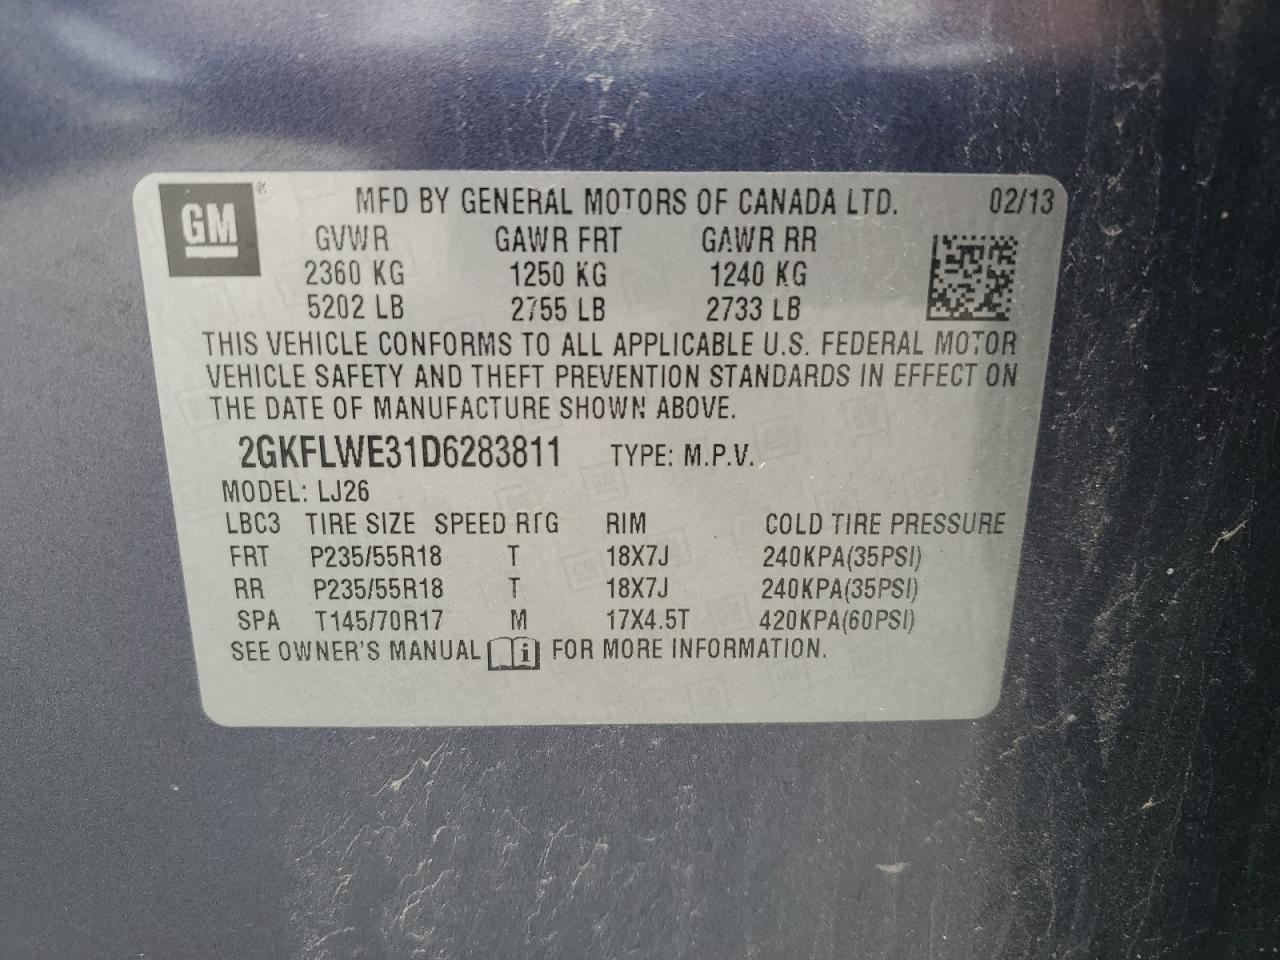 GM ® MFD BY GENERAL MOTORS OF CANADA LTD. 02/13
GVWR GAWR FRT GAWR RR
2360 KG 1250 KG 1240 KG
5202 LB 2755 LB 2733 LB
THIS VEHICLE CONFORMS TO ALL APPLICABLE U.S. FEDERAL MOTOR
VEHICLE SAFETY AND THEFT PREVENTION STANDARDS IN EFFECT ON
THE DATE OF MANUFACTURE SHOWN ABOVE.
2GKFLWE31D6283811 TYPE: M.P.V.
MODEL: LJ26
LBC3 TIRE SIZE SPEED RTG RIM COLD TIRE PRESSURE
FRT P235/55R18 T 18X7J 240KPA(35PSI)
RR P235/55R18 T 18X7J 240KPA(35PSI)
SPA T145/70R17 M 17X4.5T 420KPA(60PSI)
SEE OWNER'S MANUAL i FOR MORE INFORMATION.